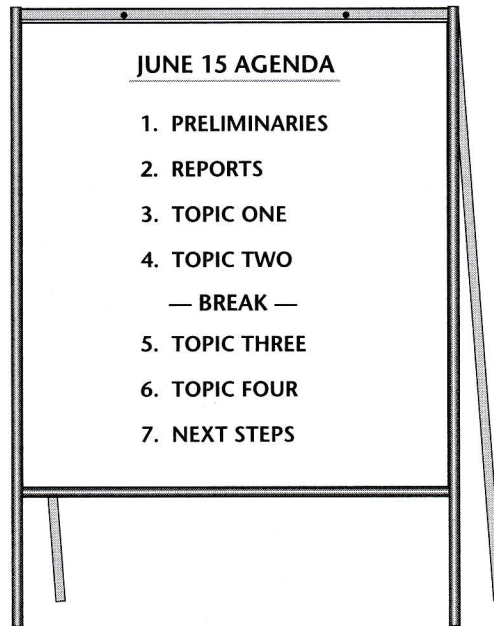 JUNE 15 AGENDA
1. PRELIMINARIES
2. REPORTS
3. TOPIC ONE
4. TOPIC TWO
— BREAK —
5. TOPIC THREE
6. TOPIC FOUR
7. NEXT STEPS